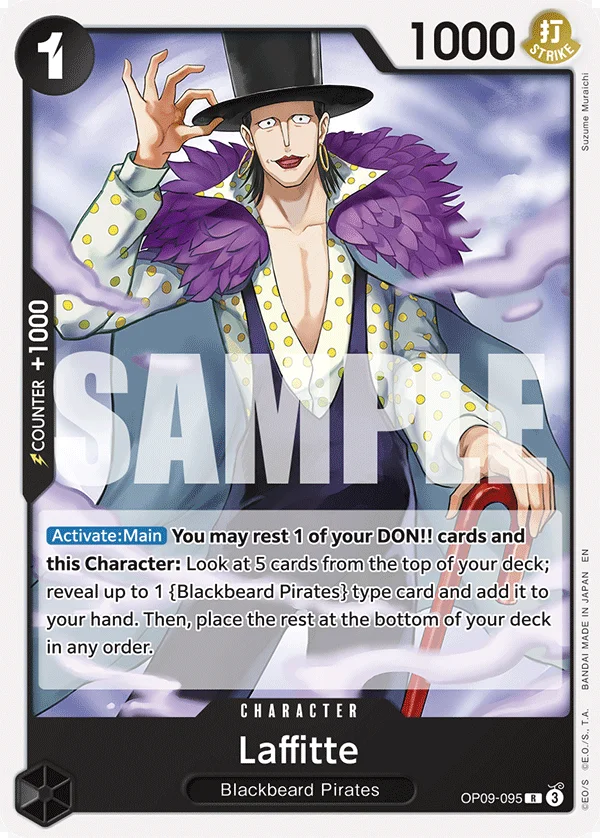 1
1000
打
STRIKE
Suzume Muraichi
COUNTER +1000
SAMPLE
Activate:Main You may rest 1 of your DON!! cards and
this Character: Look at 5 cards from the top of your deck;
reveal up to 1 {Blackbeard Pirates} type card and add it to
your hand. Then, place the rest at the bottom of your deck
in any order.
CHARACTER
Laffitte
Blackbeard Pirates
OP09-095 R 3
©EO/S ©E.O./S., T.A. BANDAI MADE IN JAPAN EN